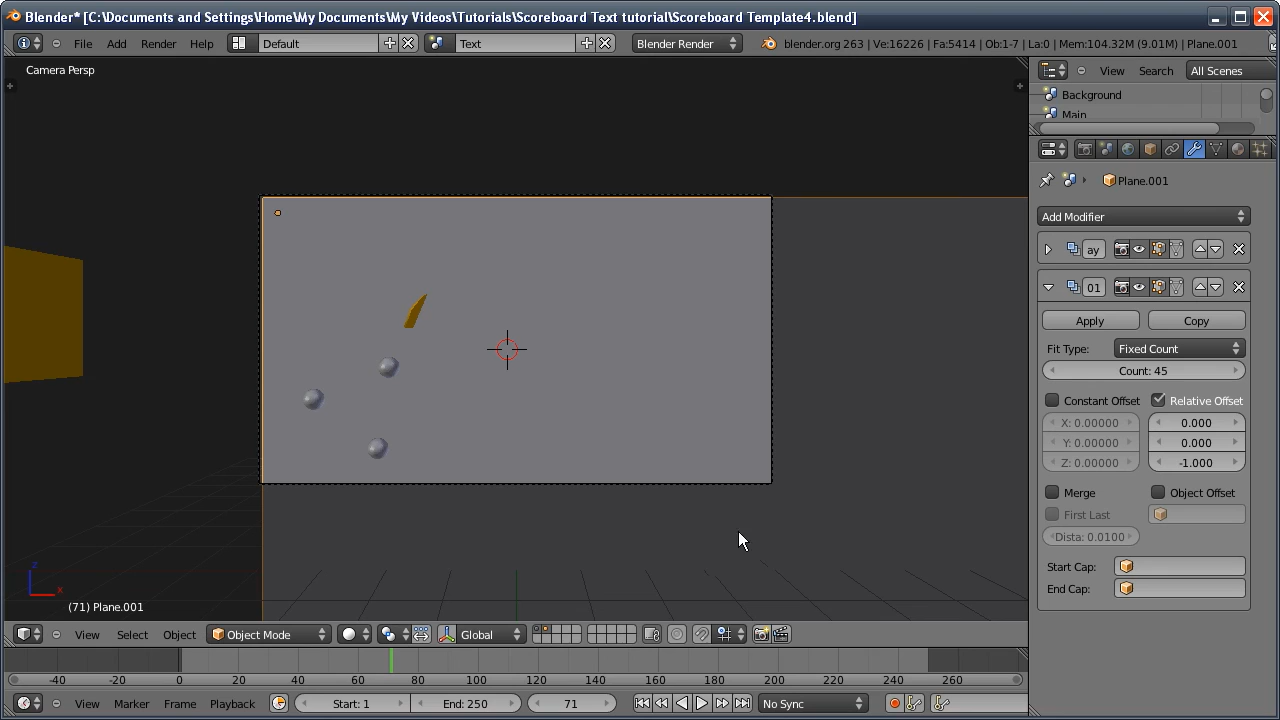 Blender* [C:\Documents and Settings\Home\My Documents\My Videos\Tutorials\Scoreboard Text tutorial\Scoreboard Template4.blend]
File Add Render Help Default Text Blender Render blender.org 263 | Ve:16226 | Fa:5414 | Ob:1-7 | La:0 | Mem:104.32M (9.01M) | Plane.001
Camera Persp
View Search All Scenes
Background
Main
Plane.001
Add Modifier
ay
01
Apply Copy
Fit Type: Fixed Count
Count: 45
Constant Offset Relative Offset
X: 0.00000 0.000
Y: 0.00000 0.000
Z: 0.00000 -1.000
Merge Object Offset
First Last
Dista: 0.0100
Start Cap:
End Cap:
z
x
(71) Plane.001
View Select Object Object Mode Global
-40 -20 0 20 40 60 80 100 120 140 160 180 200 220 240 260
View Marker Frame Playback Start: 1 End: 250 71 No Sync